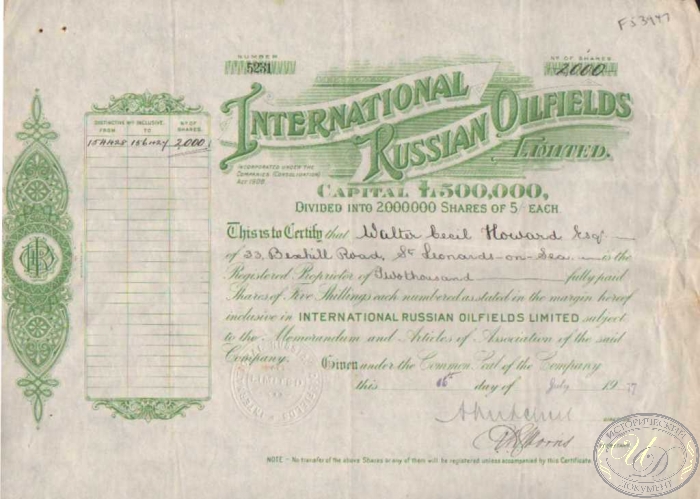 F53947
NUMBER
5231
Nº OF SHARES
2000
INTERNATIONAL
RUSSIAN OILFIELDS
LIMITED.
INCORPORATED UNDER THE
COMPANIES (CONSOLIDATION)
ACT 1908
CAPITAL £500,000,
DIVIDED INTO 2000000 SHARES OF 5/- EACH
DISTINCTIVE Nos INCLUSIVE. Nº OF
FROM TO SHARES.
2,000
This is to Certify that Walter Cecil Howard Esqr
of 33, Bexhill Road, St Leonards-on-Sea. is the
Registered Proprietor of Two thousand fully paid
Shares of Five Shillings each numbered as stated in the margin hereof
inclusive in INTERNATIONAL RUSSIAN OILFIELDS LIMITED subject
to the Memorandum and Articles of Association of the said
Company. Given under the Common Seal of the Company
this day of July 19
NOTE - No transfer of the above Shares or any of them will be registered unless accompanied by this Certificate
ИСТОРИЧЕСКИЙ
ИД
ДОКУМЕНТ